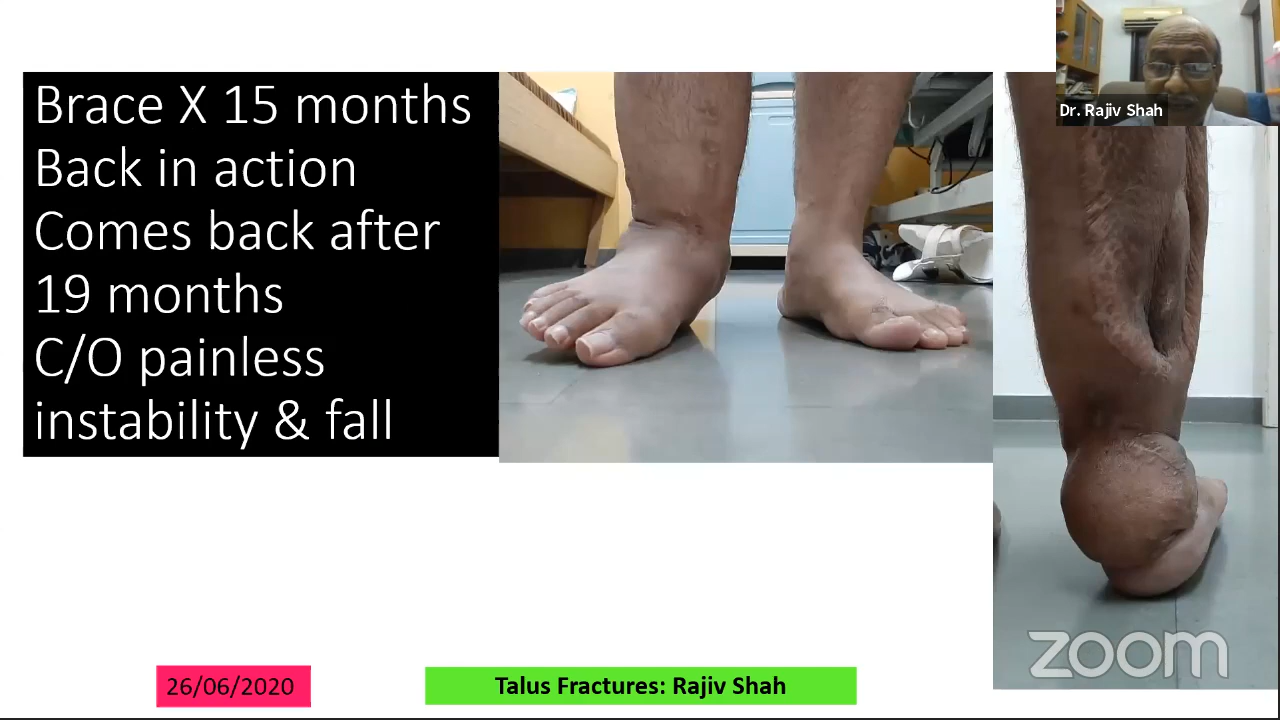 Brace X 15 months
Back in action
Comes back after
19 months
C/O painless
instability & fall
Dr. Rajiv Shah
zoom
26/06/2020
Talus Fractures: Rajiv Shah